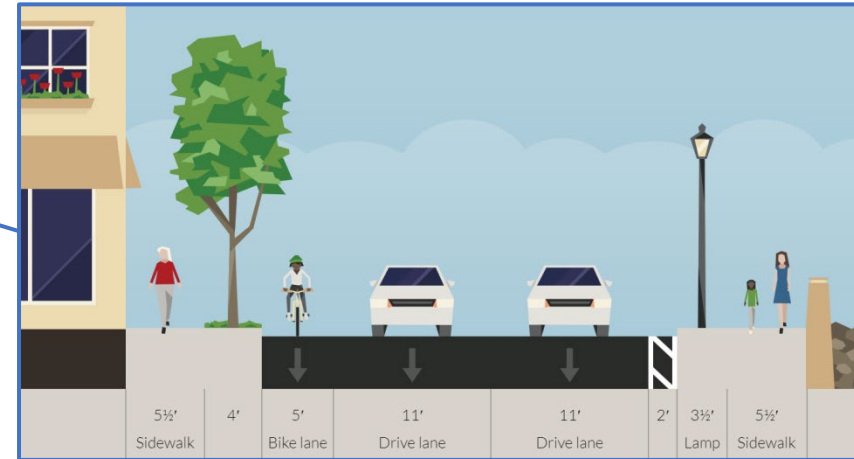 5½′ 4′ 5′ 11′ 11′ 2′ 3½′ 5½′
Sidewalk Bike lane Drive lane Drive lane Lamp Sidewalk